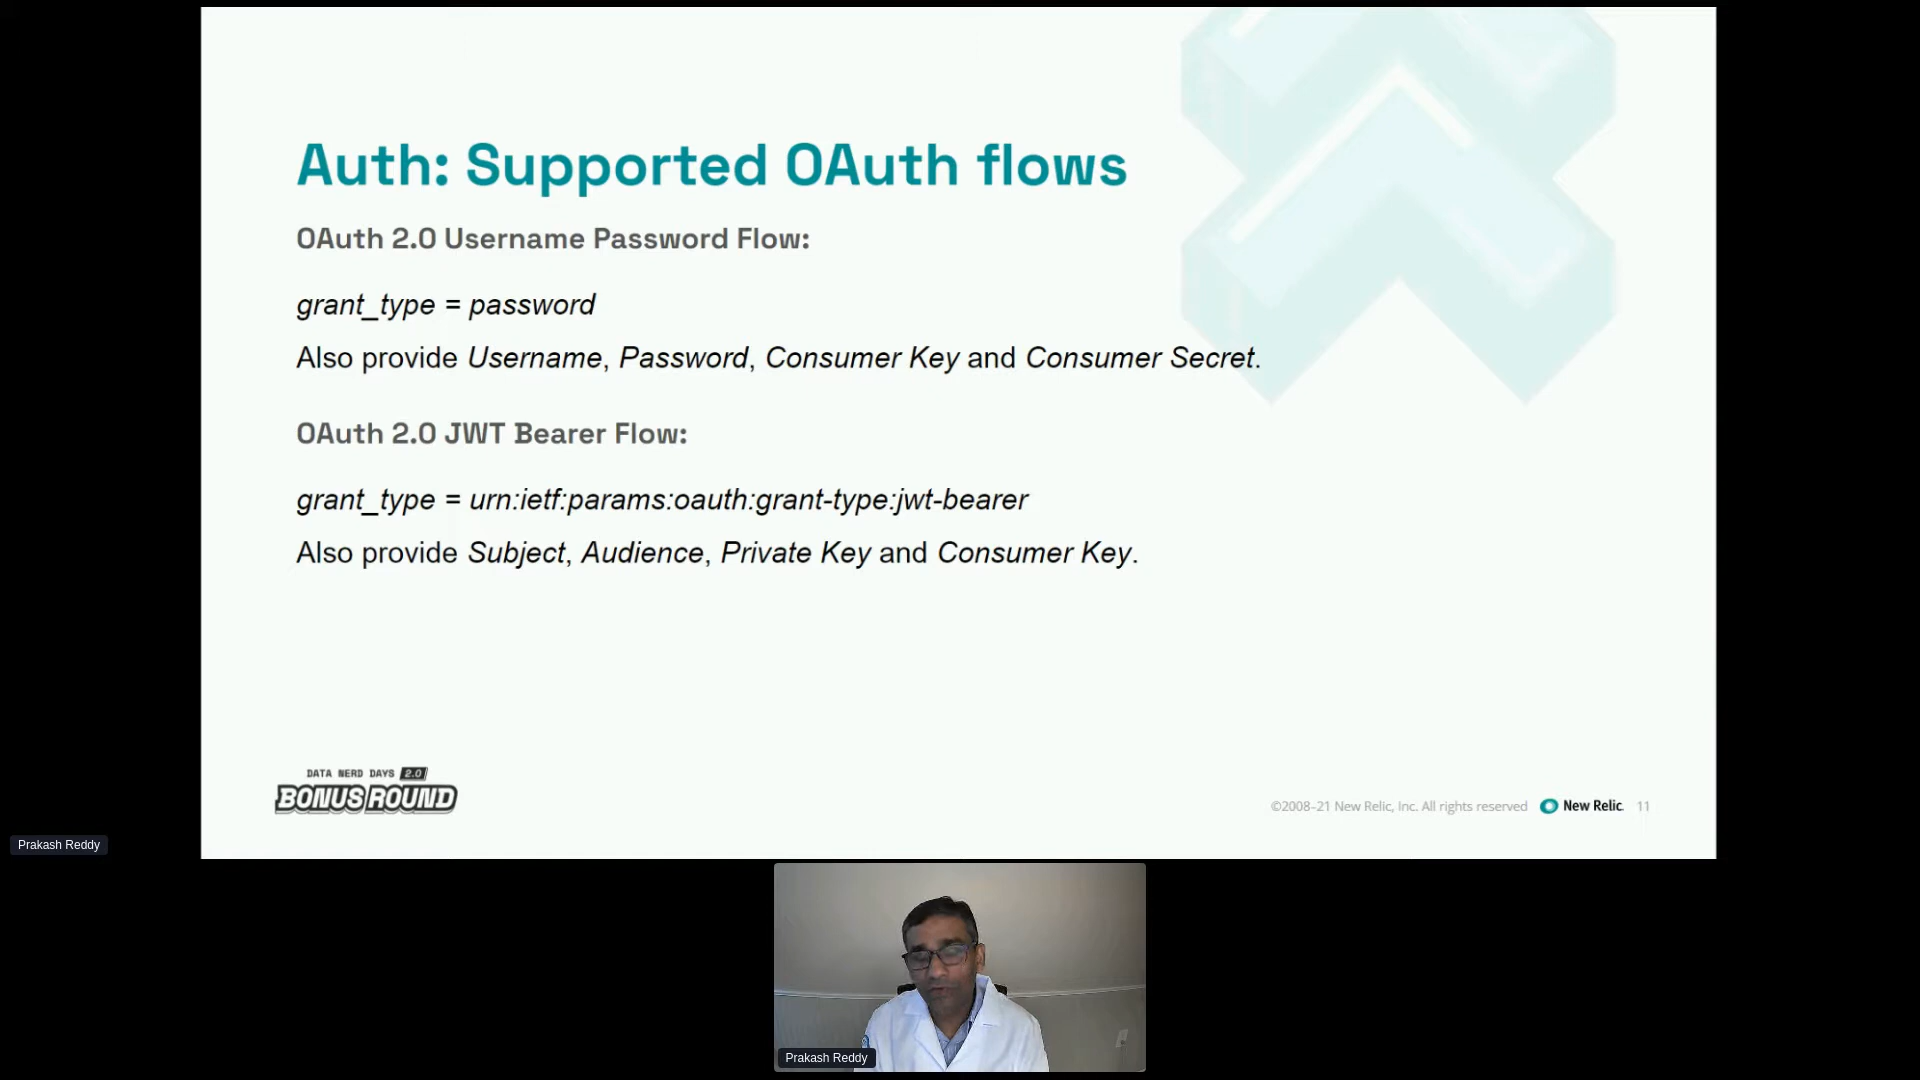 Auth: Supported OAuth flows
OAuth 2.0 Username Password Flow:
grant_type = password
Also provide Username, Password, Consumer Key and Consumer Secret.
OAuth 2.0 JWT Bearer Flow:
grant_type = urn:ietf:params:oauth:grant-type:jwt-bearer
Also provide Subject, Audience, Private Key and Consumer Key.
DATA NERD DAYS 2.0
BONUS ROUND
©2008–21 New Relic, Inc. All rights reserved New Relic 11
Prakash Reddy
Prakash Reddy